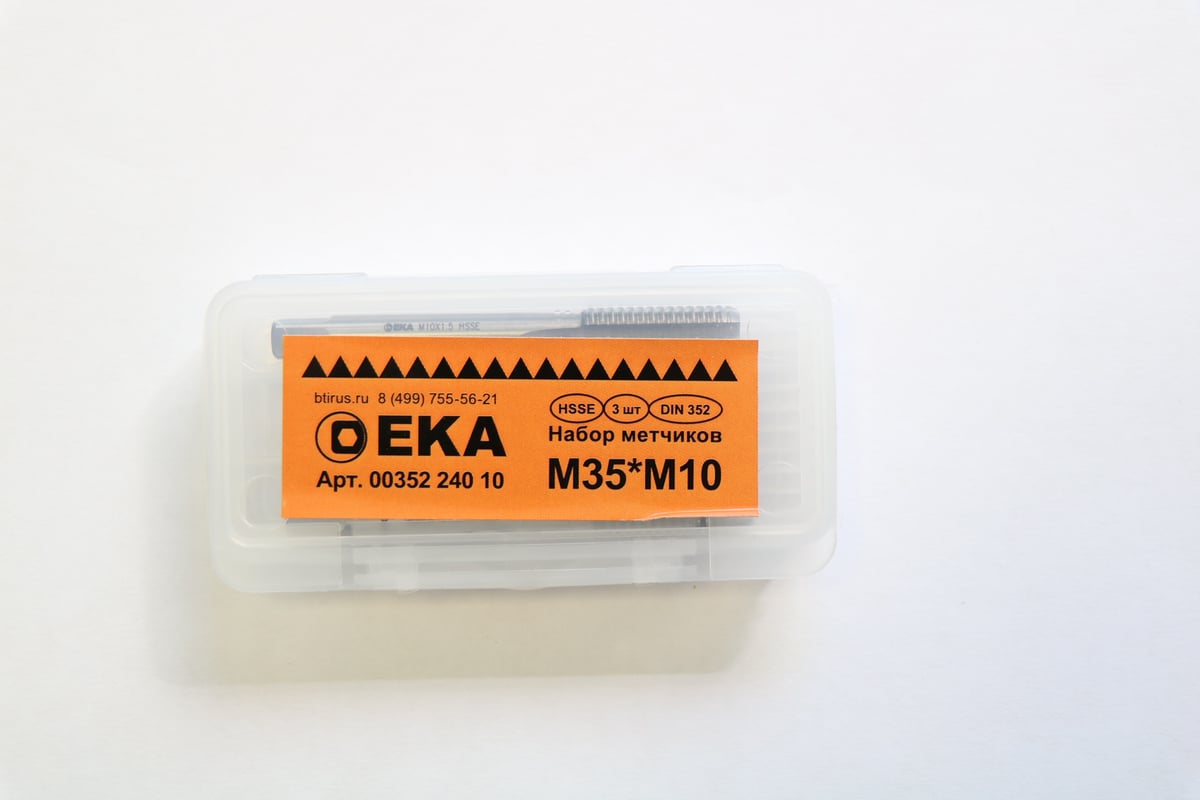 EKA M10X1.5 HSSE
btirus.ru 8 (499) 755-56-21
EKA
Арт. 00352 240 10
HSSE 3 шт DIN 352
Набор метчиков
M35*M10